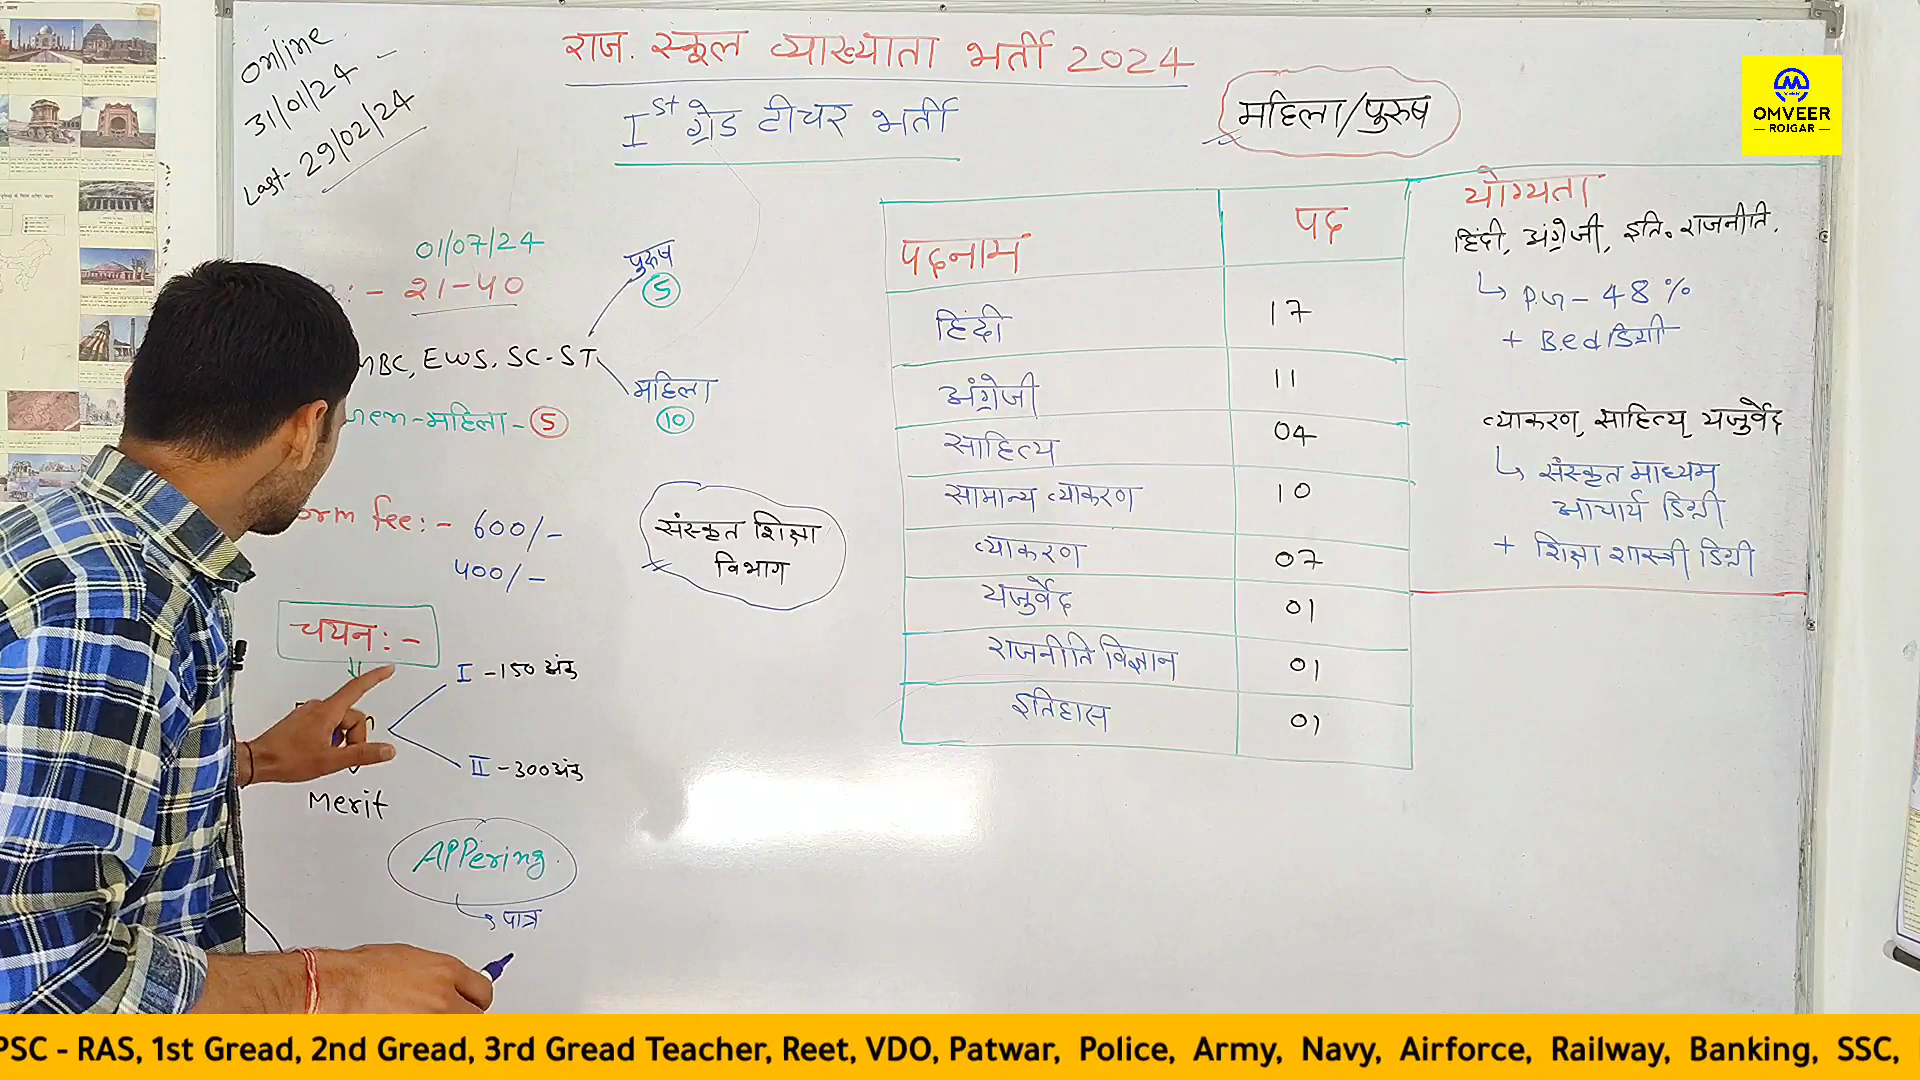 Online
31/01/24 -
Last- 29/02/24
राज. स्कूल व्याख्याता भर्ती 2024
Ist ग्रेड टीचर भर्ती
महिला/पुरुष
OMVEER
ROJGAR
01/07/24
:- 21-40
MBC, EWS, SC-ST
पुरुष
5
महिला
10
Gen-महिला- 5
Form fee:- 600/-
400/-
संस्कृत शिक्षा
विभाग
चयन:-
I -150 अंक
II -300 अंक
Merit
APPering
पात्र
पदनाम पद
हिंदी 17
अंग्रेजी 11
साहित्य 04
सामान्य व्याकरण 10
व्याकरण 07
यजुर्वेद 01
राजनीति विज्ञान 01
इतिहास 01
योग्यता
हिंदी, अंग्रेजी, इति. राजनीति.
P.G - 48 %
+ B.ed डिग्री
व्याकरण, साहित्य, यजुर्वेद
संस्कृत माध्यम
आचार्य डिग्री
+ शिक्षा शास्त्री डिग्री
PSC - RAS, 1st Gread, 2nd Gread, 3rd Gread Teacher, Reet, VDO, Patwar, Police, Army, Navy, Airforce, Railway, Banking, SSC,